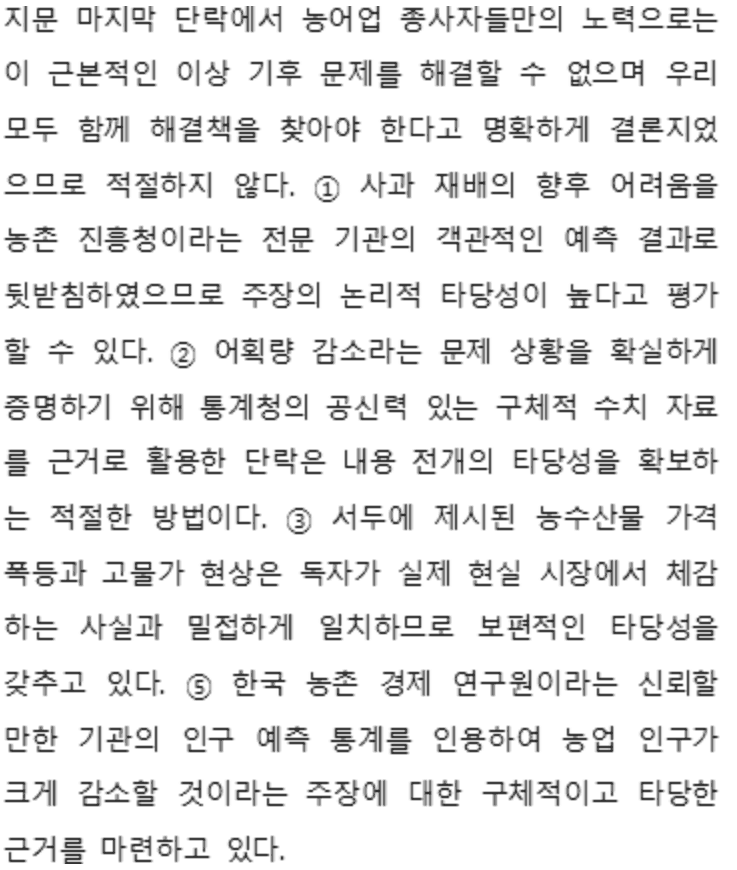 지문 마지막 단락에서 농어업 종사자들만의 노력으로는
이 근본적인 이상 기후 문제를 해결할 수 없으며 우리
모두 함께 해결책을 찾아야 한다고 명확하게 결론지었
으므로 적절하지 않다. ① 사과 재배의 향후 어려움을
농촌 진흥청이라는 전문 기관의 객관적인 예측 결과로
뒷받침하였으므로 주장의 논리적 타당성이 높다고 평가
할 수 있다. ② 어획량 감소라는 문제 상황을 확실하게
증명하기 위해 통계청의 공신력 있는 구체적 수치 자료
를 근거로 활용한 단락은 내용 전개의 타당성을 확보하
는 적절한 방법이다. ③ 서두에 제시된 농수산물 가격
폭등과 고물가 현상은 독자가 실제 현실 시장에서 체감
하는 사실과 밀접하게 일치하므로 보편적인 타당성을
갖추고 있다. ⑤ 한국 농촌 경제 연구원이라는 신뢰할
만한 기관의 인구 예측 통계를 인용하여 농업 인구가
크게 감소할 것이라는 주장에 대한 구체적이고 타당한
근거를 마련하고 있다.